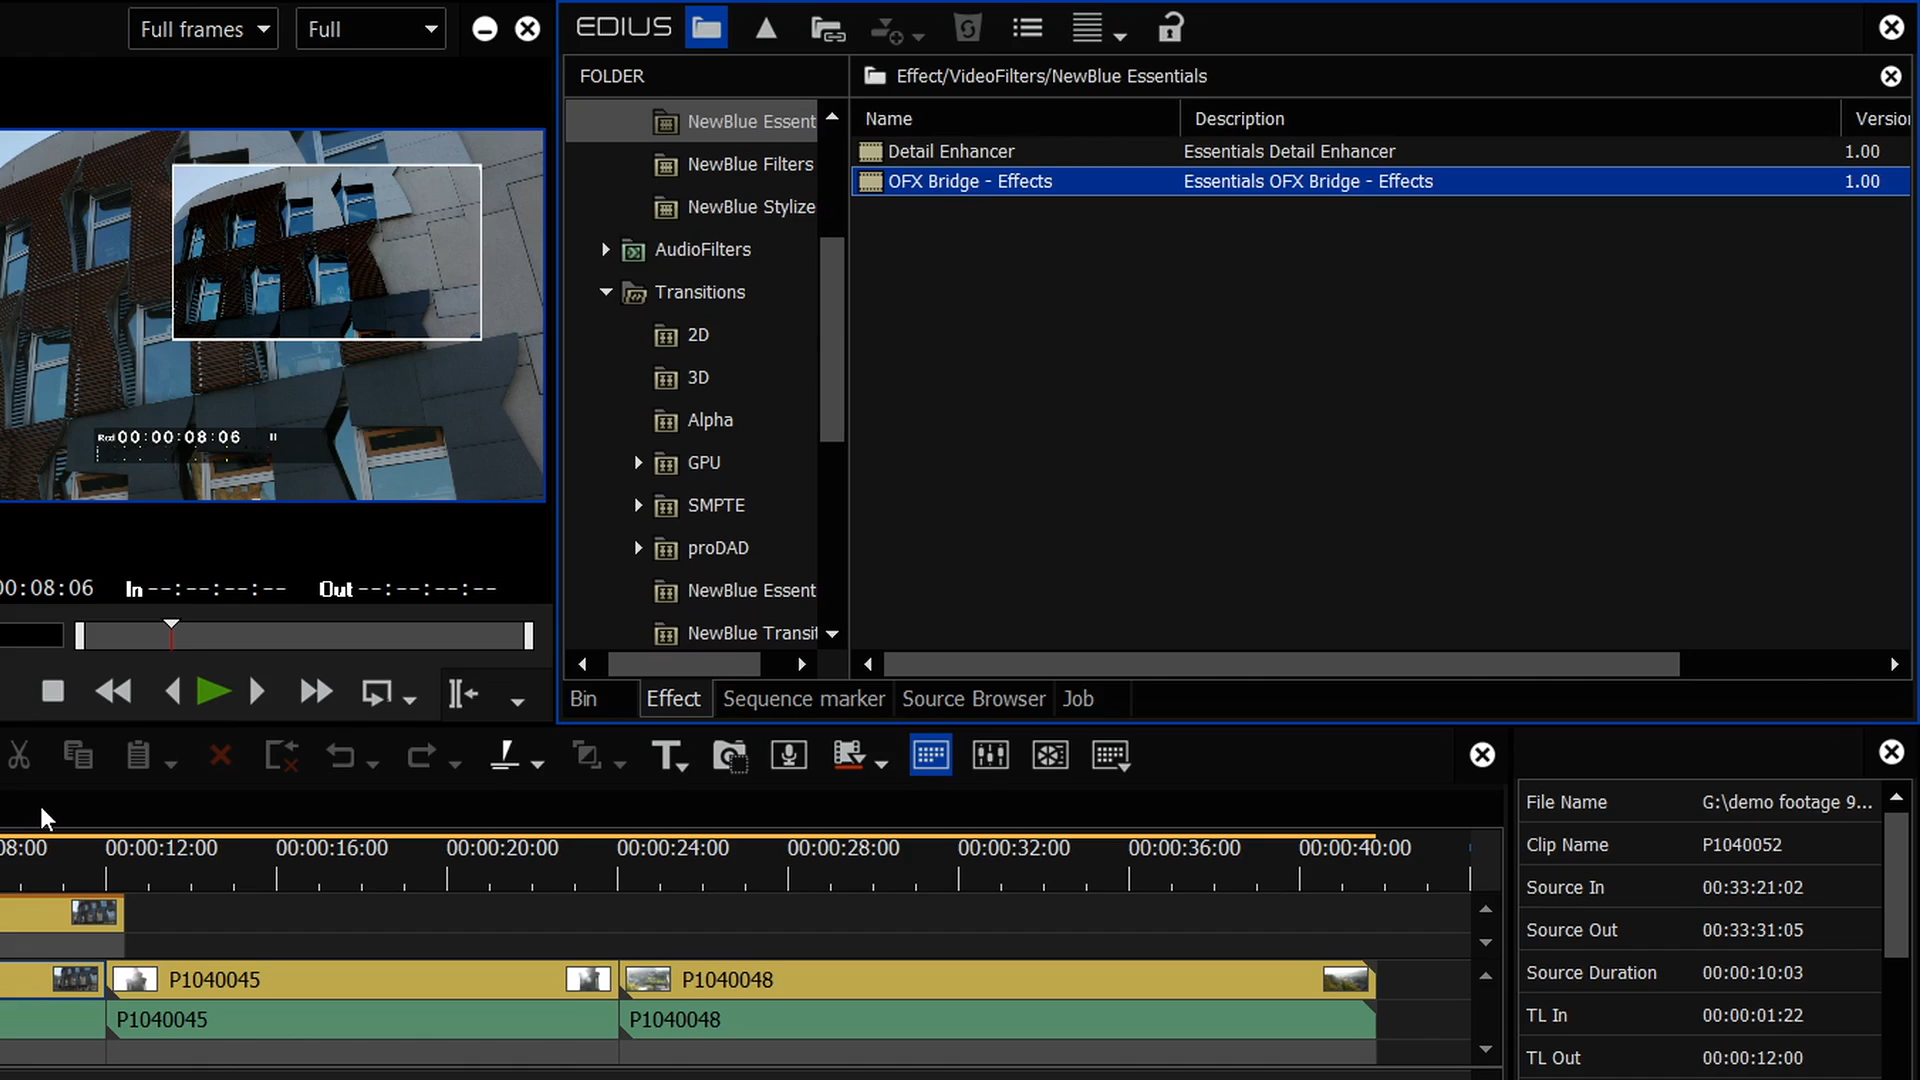 Full frames
Full
EDIUS
FOLDER
Effect/VideoFilters/NewBlue Essentials
NewBlue Essent
NewBlue Filters
NewBlue Stylize
AudioFilters
Transitions
2D
3D
Alpha
GPU
SMPTE
proDAD
NewBlue Essent
NewBlue Transit
Name Description Version
Detail Enhancer Essentials Detail Enhancer 1.00
OFX Bridge - Effects Essentials OFX Bridge - Effects 1.00
Rcd 00:00:08:06
00:08:06 In --:--:--:-- Out --:--:--:--
Bin Effect Sequence marker Source Browser Job
08:00 00:00:12:00 00:00:16:00 00:00:20:00 00:00:24:00 00:00:28:00 00:00:32:00 00:00:36:00 00:00:40:00
P1040045 P1040048
P1040045 P1040048
File Name G:\demo footage 9...
Clip Name P1040052
Source In 00:33:21:02
Source Out 00:33:31:05
Source Duration 00:00:10:03
TL In 00:00:01:22
TL Out 00:00:12:00